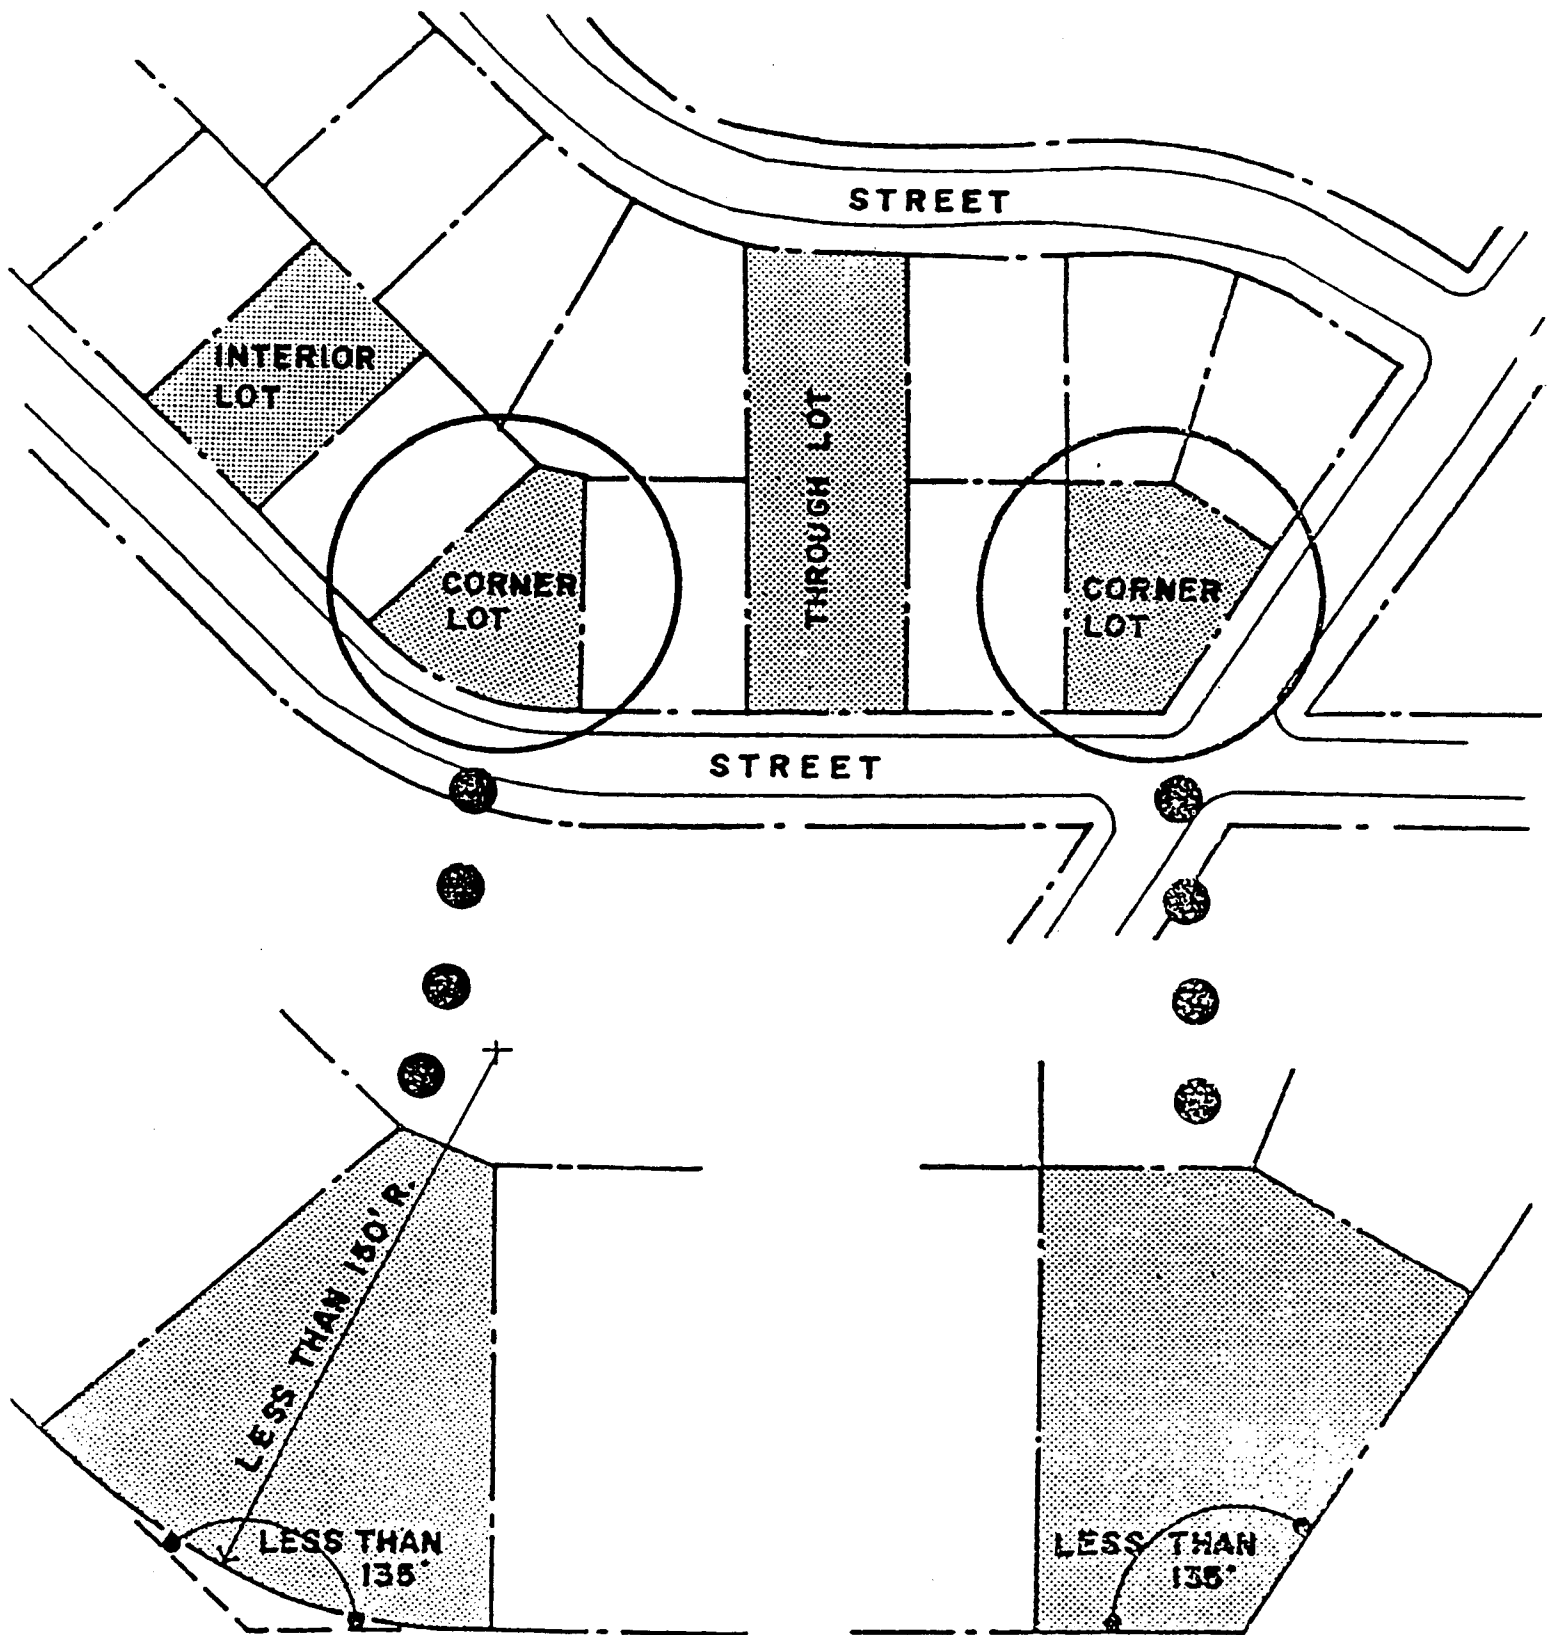 STREET
INTERIOR
LOT
THROUGH LOT
CORNER
LOT
CORNER
LOT
STREET
LESS THAN 150' R.
LESS THAN
135°
LESS THAN
135°